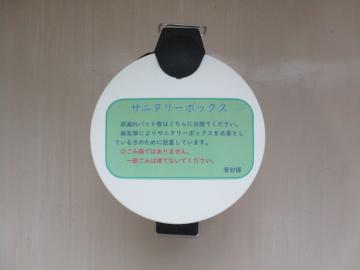 サニタリーボックス
尿漏れパット等はこちらにお捨てください。
病気等によりサニタリーボックスを必要とし
ている方のために設置しています。
◎ごみ箱ではありません。
一般ごみは捨てないでください。
管財課